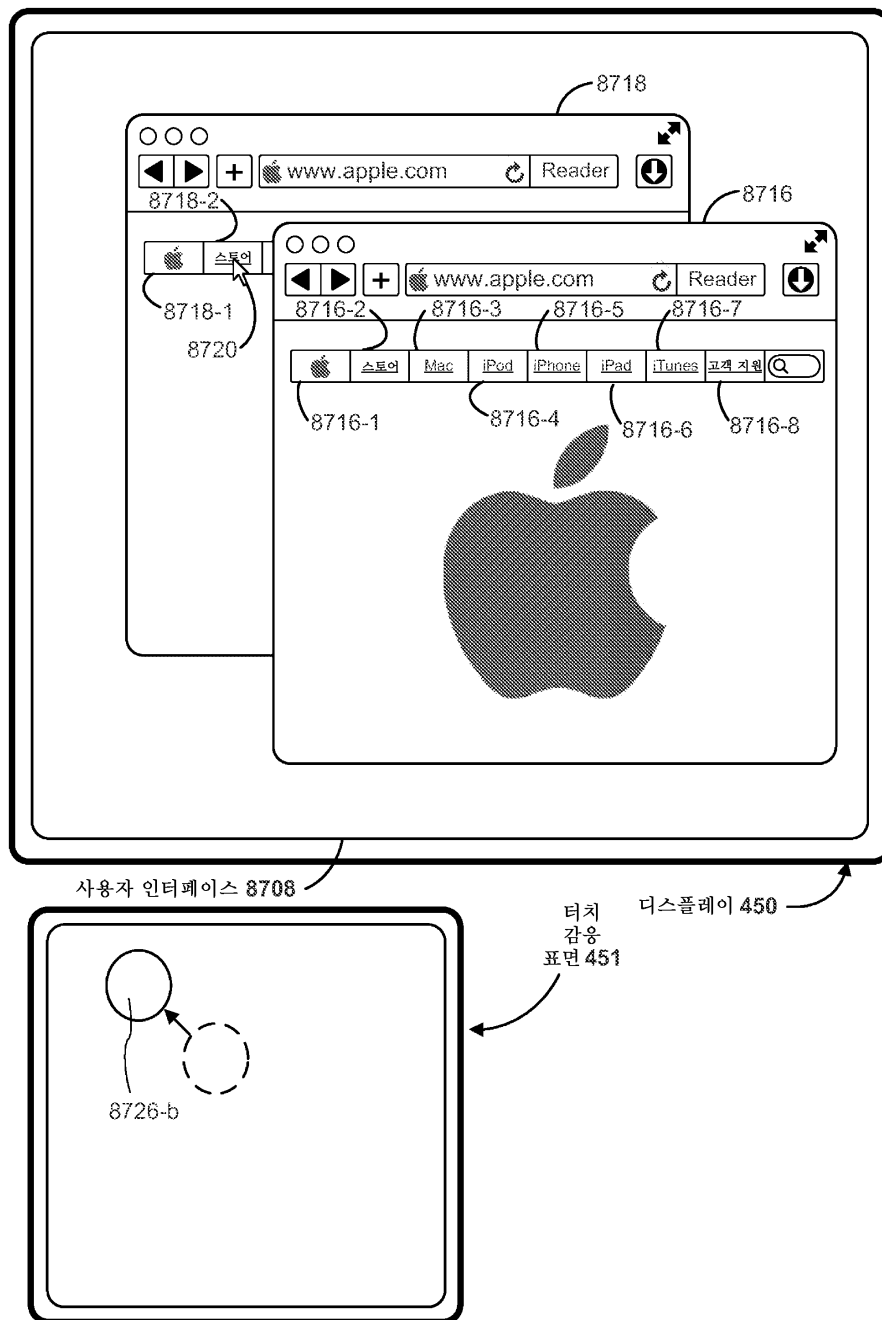 8718
www.apple.com Reader
8718-2
8716
스토어
www.apple.com Reader
8718-1
8716-2 8716-3 8716-5 8716-7
8720
스토어 Mac iPod iPhone iPad iTunes 고객 지원
8716-1 8716-4 8716-6 8716-8
사용자 인터페이스 8708
디스플레이 450
터치
감응
표면 451
8726-b